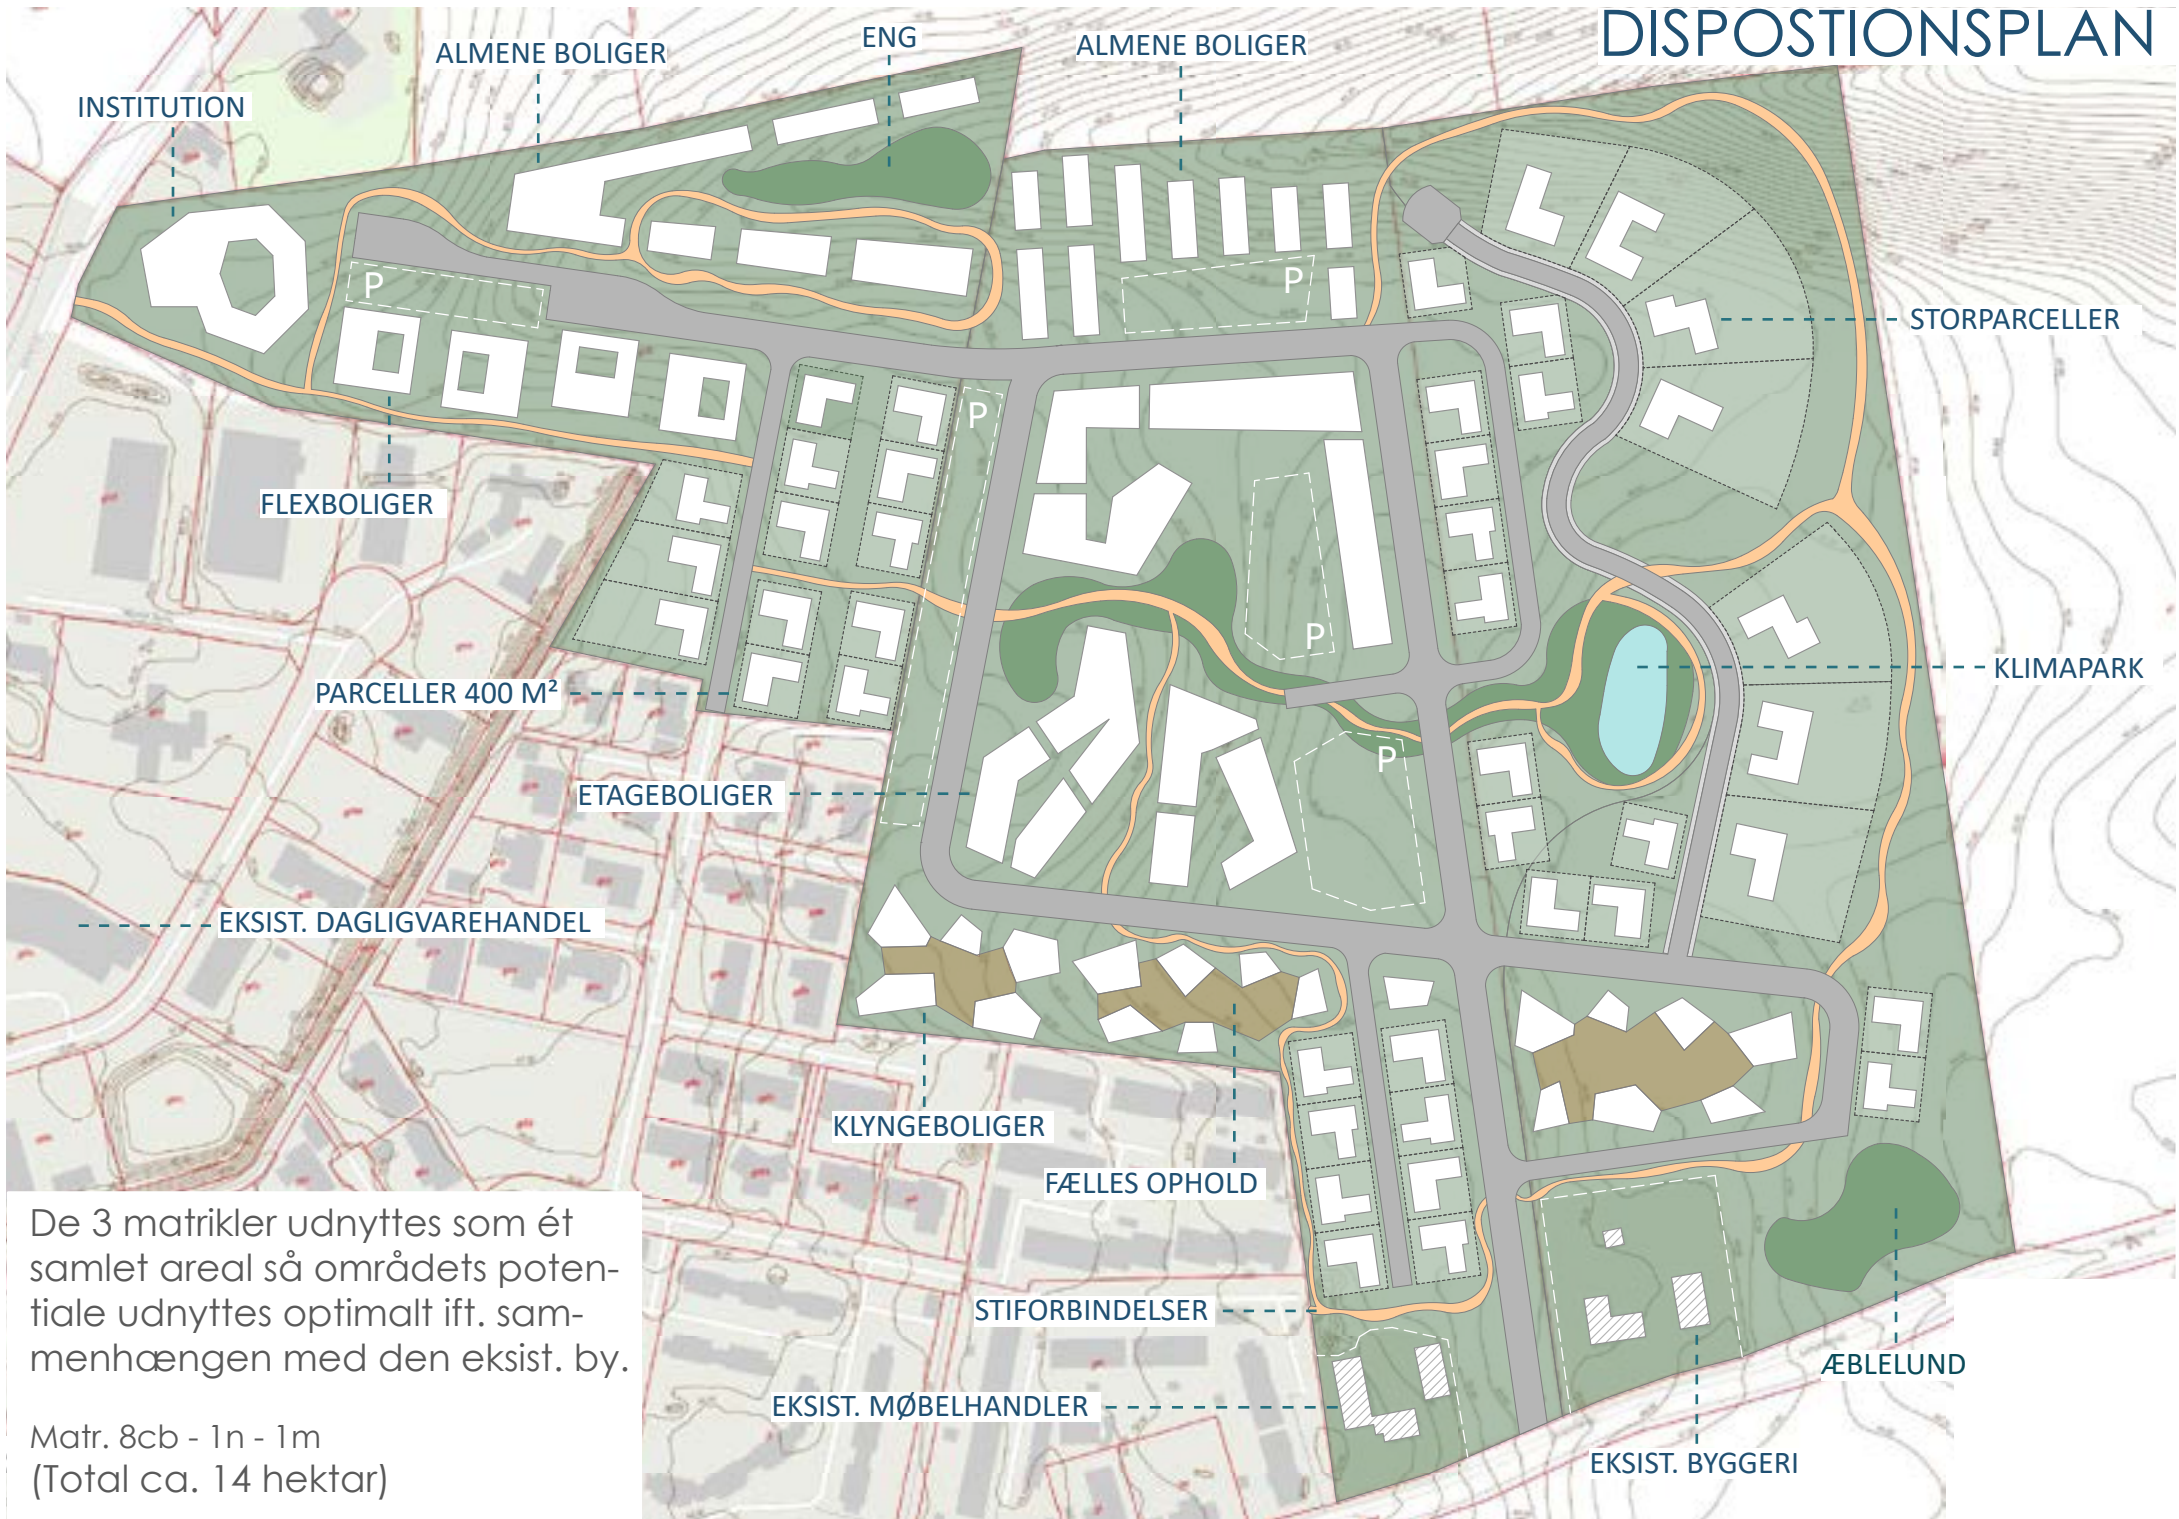 DISPOSTIONSPLAN
ENG
ALMENE BOLIGER
ALMENE BOLIGER
INSTITUTION
P
P
STORPARCELLER
P
FLEXBOLIGER
P
KLIMAPARK
PARCELLER 400 M²
P
ETAGEBOLIGER
EKSIST. DAGLIGVAREHANDEL
KLYNGEBOLIGER
FÆLLES OPHOLD
De 3 matrikler udnyttes som ét
samlet areal så områdets poten-
tiale udnyttes optimalt ift. sam-
menhængen med den eksist. by.
Matr. 8cb - 1n - 1m
(Total ca. 14 hektar)
STIFORBINDELSER
ÆBLELUND
EKSIST. MØBELHANDLER
EKSIST. BYGGERI